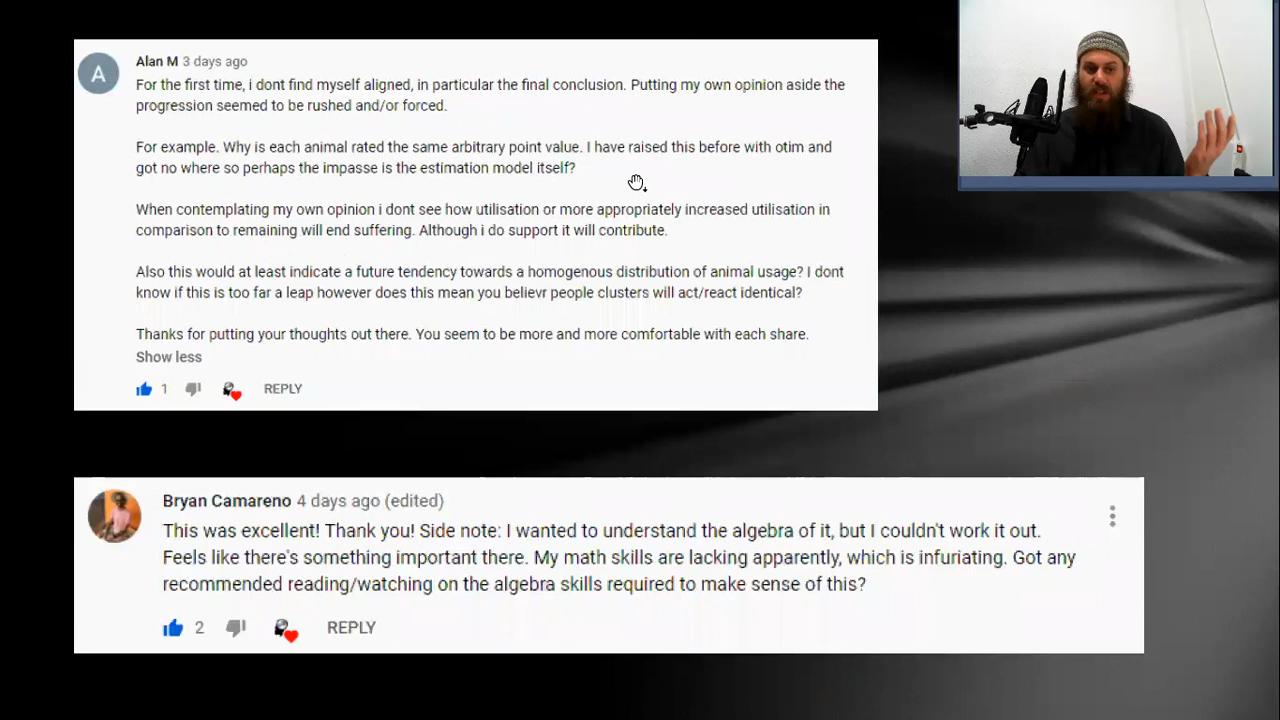 A
Alan M 3 days ago
For the first time, i dont find myself aligned, in particular the final conclusion. Putting my own opinion aside the
progression seemed to be rushed and/or forced.
For example. Why is each animal rated the same arbitrary point value. I have raised this before with otim and
got no where so perhaps the impasse is the estimation model itself?
When contemplating my own opinion i dont see how utilisation or more appropriately increased utilisation in
comparison to remaining will end suffering. Although i do support it will contribute.
Also this would at least indicate a future tendency towards a homogenous distribution of animal usage? I dont
know if this is too far a leap however does this mean you believr people clusters will act/react identical?
Thanks for putting your thoughts out there. You seem to be more and more comfortable with each share.
Show less
1 REPLY
Bryan Camareno 4 days ago (edited)
This was excellent! Thank you! Side note: I wanted to understand the algebra of it, but I couldn't work it out.
Feels like there's something important there. My math skills are lacking apparently, which is infuriating. Got any
recommended reading/watching on the algebra skills required to make sense of this?
2 REPLY